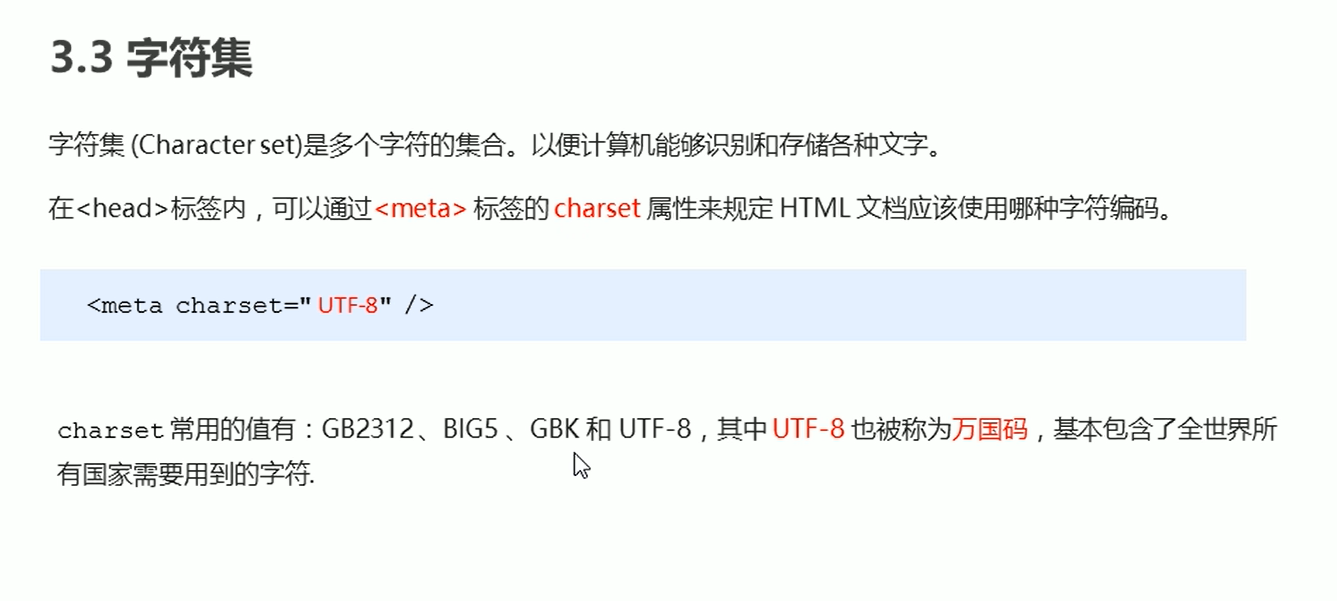 3.3 字符集
字符集 (Character set)是多个字符的集合。以便计算机能够识别和存储各种文字。
在<head>标签内，可以通过<meta> 标签的 charset 属性来规定 HTML 文档应该使用哪种字符编码。
<meta charset=" UTF-8" />
charset 常用的值有：GB2312、BIG5 、GBK 和 UTF-8，其中 UTF-8 也被称为万国码，基本包含了全世界所
有国家需要用到的字符.